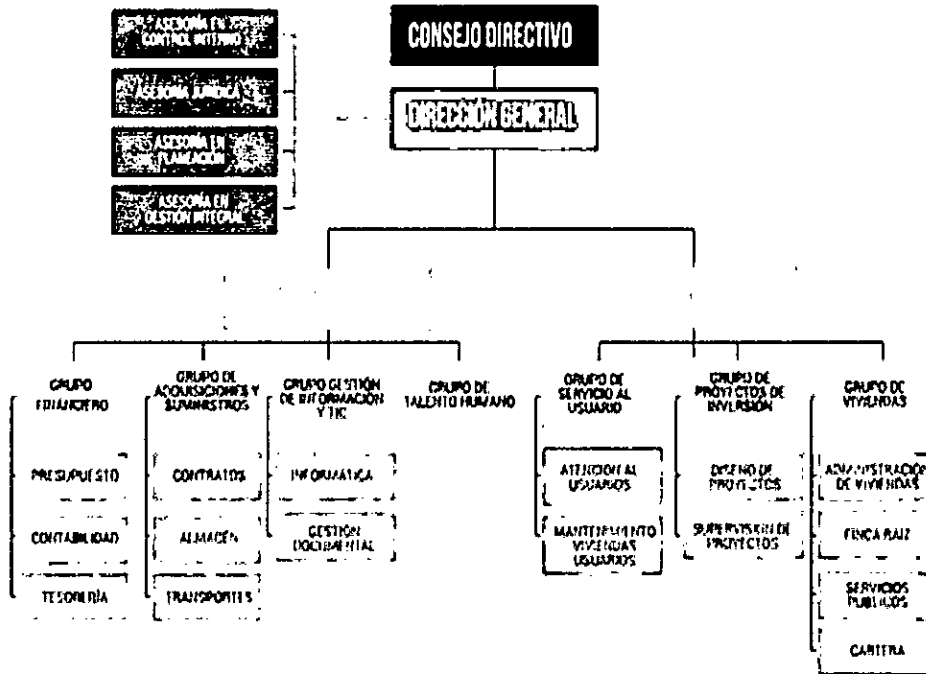 ASESORÍA EN
CONTROL INTERNO
ASESORÍA JURÍDICA
ASESORÍA EN
PLANEACIÓN
ASESORÍA EN
GESTIÓN INTEGRAL
CONSEJO DIRECTIVO
DIRECCIÓN GENERAL
GRUPO
FINANCIERO
PRESUPUESTO
CONTABILIDAD
TESORERÍA
GRUPO DE
ADQUISICIONES Y
SUMINISTROS
CONTRATOS
ALMACÉN
TRANSPORTES
GRUPO GESTIÓN
DE INFORMACIÓN
Y TIC
INFORMÁTICA
GESTIÓN
DOCUMENTAL
GRUPO DE
TALENTO HUMANO
GRUPO DE
SERVICIO AL
USUARIO
ATENCIÓN AL
USUARIOS
MANTENIMIENTO
VIVIENDAS
USUARIOS
GRUPO DE
PROYECTOS DE
INVERSIÓN
DISEÑO DE
PROYECTOS
SUPERVISIÓN DE
PROYECTOS
GRUPO DE
VIVIENDAS
ADMINISTRACIÓN
DE VIVIENDAS
FINCA RAÍZ
SERVICIOS
PÚBLICOS
CARTERA